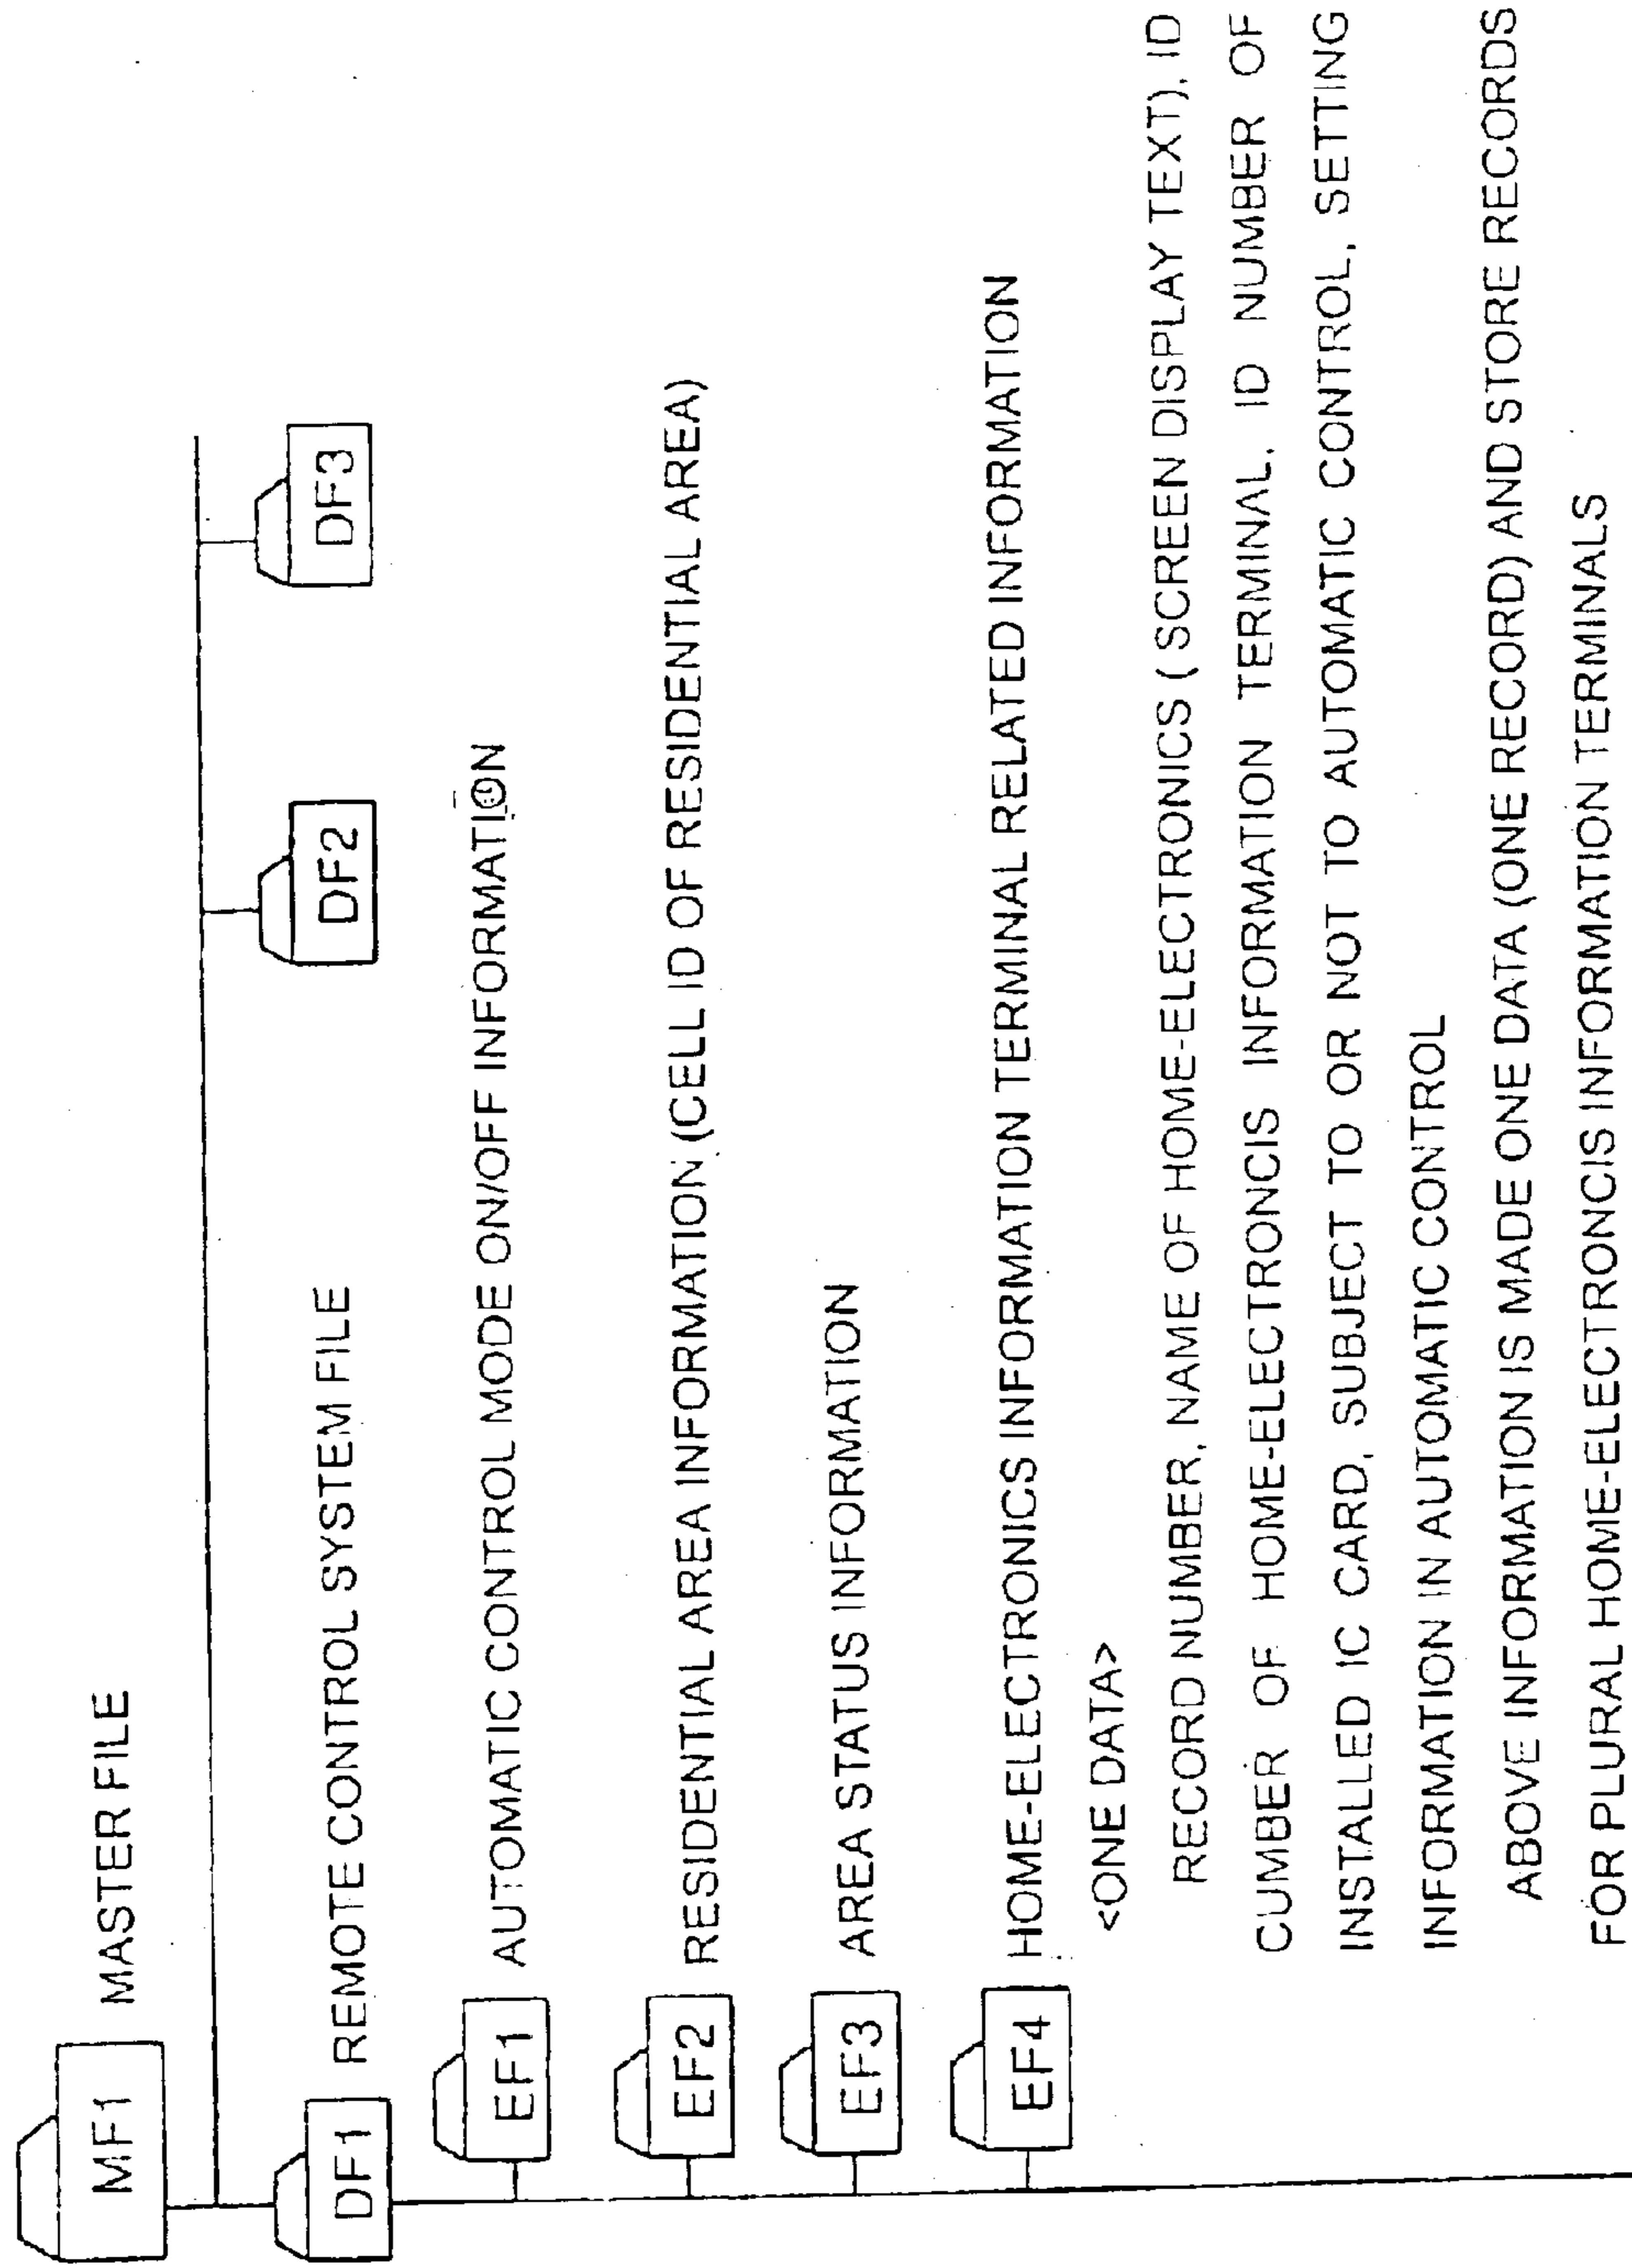 MF1 MASTER FILE
DF1 REMOTE CONTROL SYSTEM FILE
DF2
DF3
EF1 AUTOMATIC CONTROL MODE ON/OFF INFORMATION
EF2 RESIDENTIAL AREA INFORMATION (CELL ID OF RESIDENTIAL AREA)
EF3 AREA STATUS INFORMATION
EF4 HOME-ELECTRONICS INFORMATION TERMINAL RELATED INFORMATION
<ONE DATA>
RECORD NUMBER, NAME OF HOME-ELECTRONICS ( SCREEN DISPLAY TEXT), ID
CUMBER OF HOME-ELECTRONCIS INFORMATION TERMINAL, ID NUMBER OF
INSTALLED IC CARD, SUBJECT TO OR NOT TO AUTOMATIC CONTROL, SETTING
INFORMATION IN AUTOMATIC CONTROL
ABOVE INFORMATION IS MADE ONE DATA (ONE RECORD) AND STORE RECORDS
FOR PLURAL HOME-ELECTRONCIS INFORMATION TERMINALS